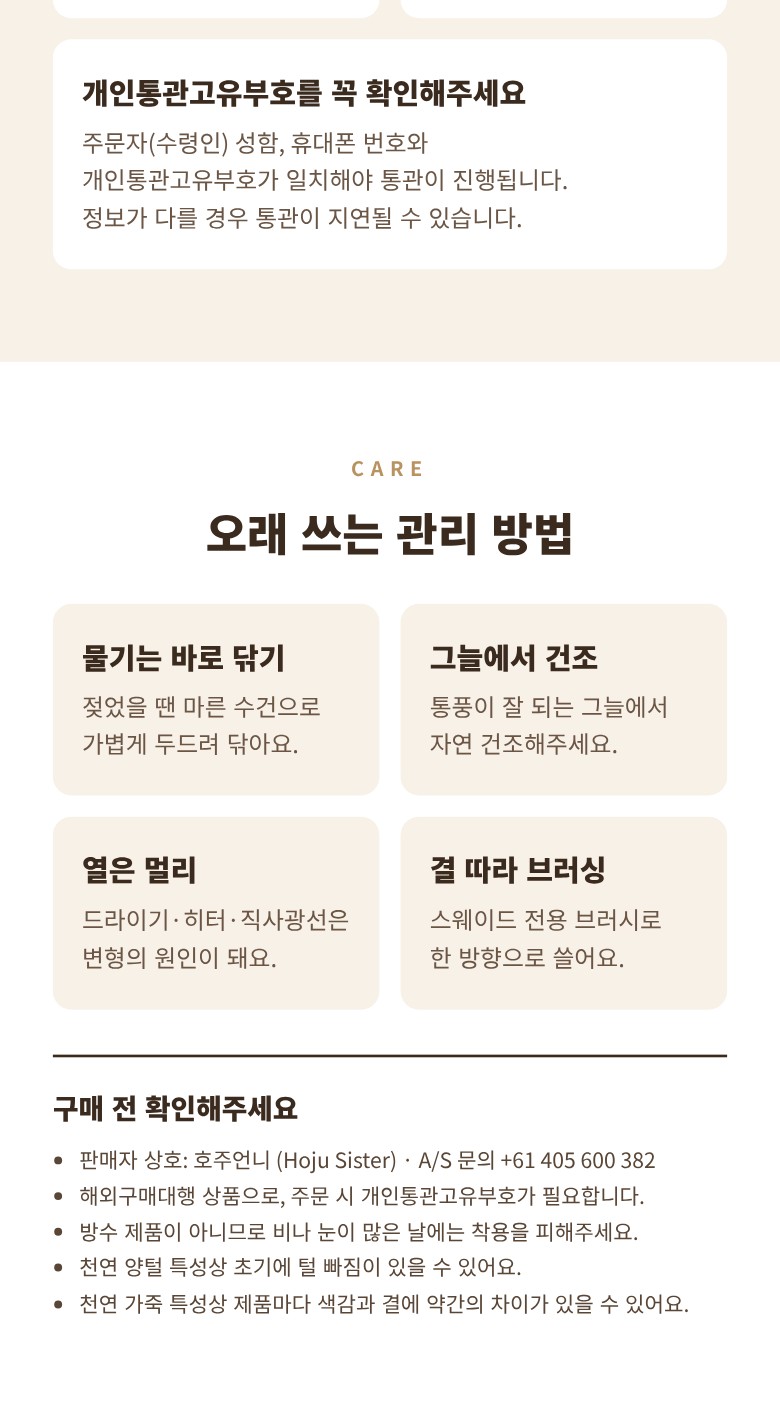 개인통관고유부호를 꼭 확인해주세요
주문자(수령인) 성함, 휴대폰 번호와
개인통관고유부호가 일치해야 통관이 진행됩니다.
정보가 다를 경우 통관이 지연될 수 있습니다.
CARE
오래 쓰는 관리 방법
물기는 바로 닦기
젖었을 땐 마른 수건으로
가볍게 두드려 닦아요.
그늘에서 건조
통풍이 잘 되는 그늘에서
자연 건조해주세요.
열은 멀리
드라이기·히터·직사광선은
변형의 원인이 돼요.
결 따라 브러싱
스웨이드 전용 브러시로
한 방향으로 쓸어요.
구매 전 확인해주세요
• 판매자 상호: 호주언니 (Hoju Sister) · A/S 문의 +61 405 600 382
• 해외구매대행 상품으로, 주문 시 개인통관고유부호가 필요합니다.
• 방수 제품이 아니므로 비나 눈이 많은 날에는 착용을 피해주세요.
• 천연 양털 특성상 초기에 털 빠짐이 있을 수 있어요.
• 천연 가죽 특성상 제품마다 색감과 결에 약간의 차이가 있을 수 있어요.